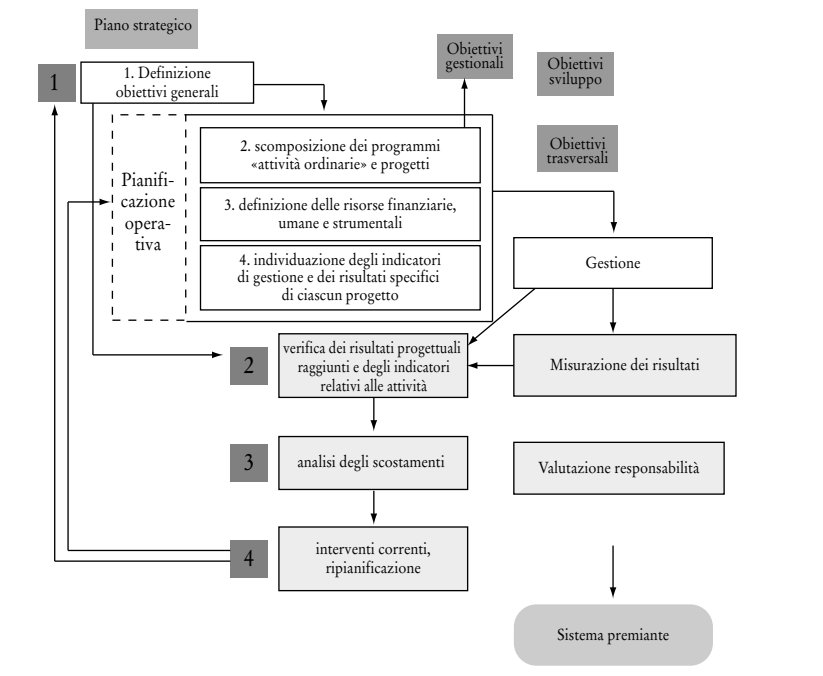 Piano strategico
Obiettivi
gestionali
Obiettivi
sviluppo
1
1. Definizione
obiettivi generali
Obiettivi
trasversali
Pianifi-
cazione
opera-
tiva
2. scomposizione dei programmi
«attività ordinarie» e progetti
3. definizione delle risorse finanziarie,
umane e strumentali
4. individuazione degli indicatori
di gestione e dei risultati specifici
di ciascun progetto
Gestione
2
verifica dei risultati progettuali
raggiunti e degli indicatori
relativi alle attività
Misurazione dei risultati
3
analisi degli scostamenti
Valutazione responsabilità
4
interventi correnti,
ripianificazione
Sistema premiante